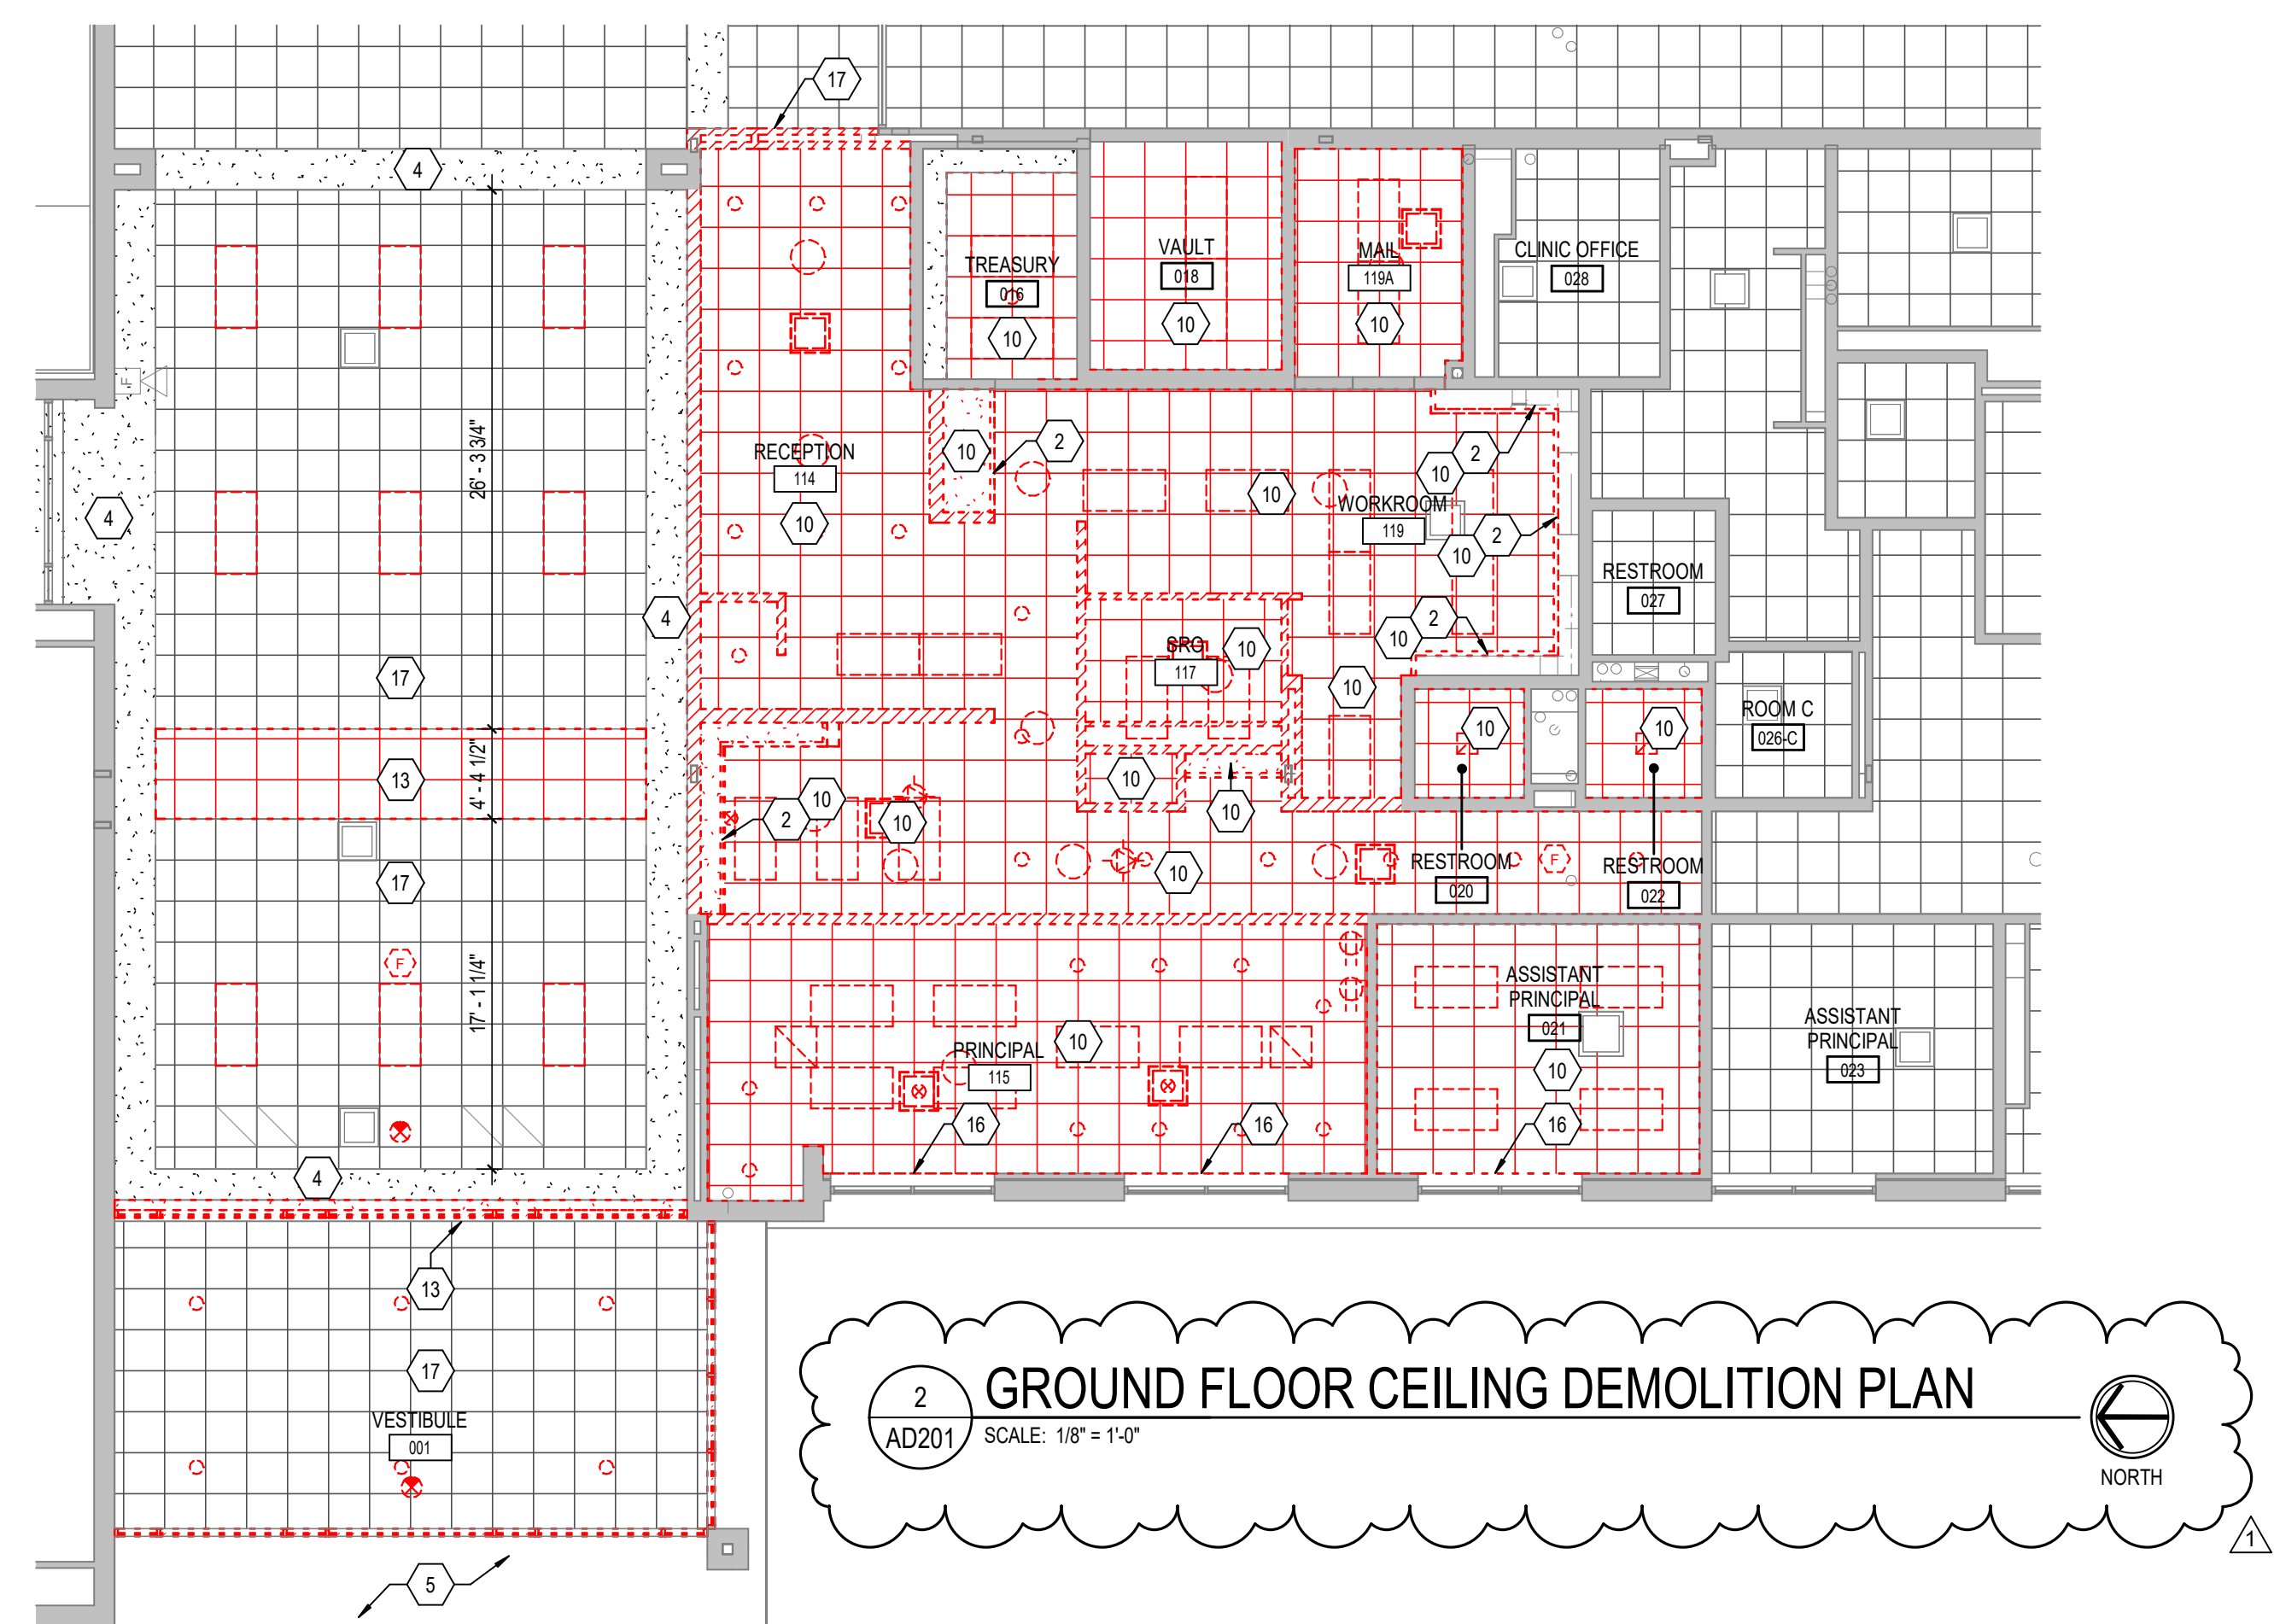 17
4
TREASURY
016
10
VAULT
018
10
MAIL
119A
10
CLINIC OFFICE
028
F
26' - 3 3/4"
RECEPTION
114
10
10
2
10
2
10
WORKROOM
119
2
10
4
4
RESTROOM
027
2
10
SRO
117
10
10
17
ROOM C
026-C
10
10
4' - 4 1/2"
13
10
10
2
10
10
17
10
RESTROOM
020
F
RESTROOM
022
F
17' - 1 1/4"
PRINCIPAL
115
10
ASSISTANT
PRINCIPAL
021
10
ASSISTANT
PRINCIPAL
023
16
16
16
4
13
17
VESTIBULE
001
5
2
AD201
GROUND FLOOR CEILING DEMOLITION PLAN
SCALE: 1/8" = 1'-0"
NORTH
1